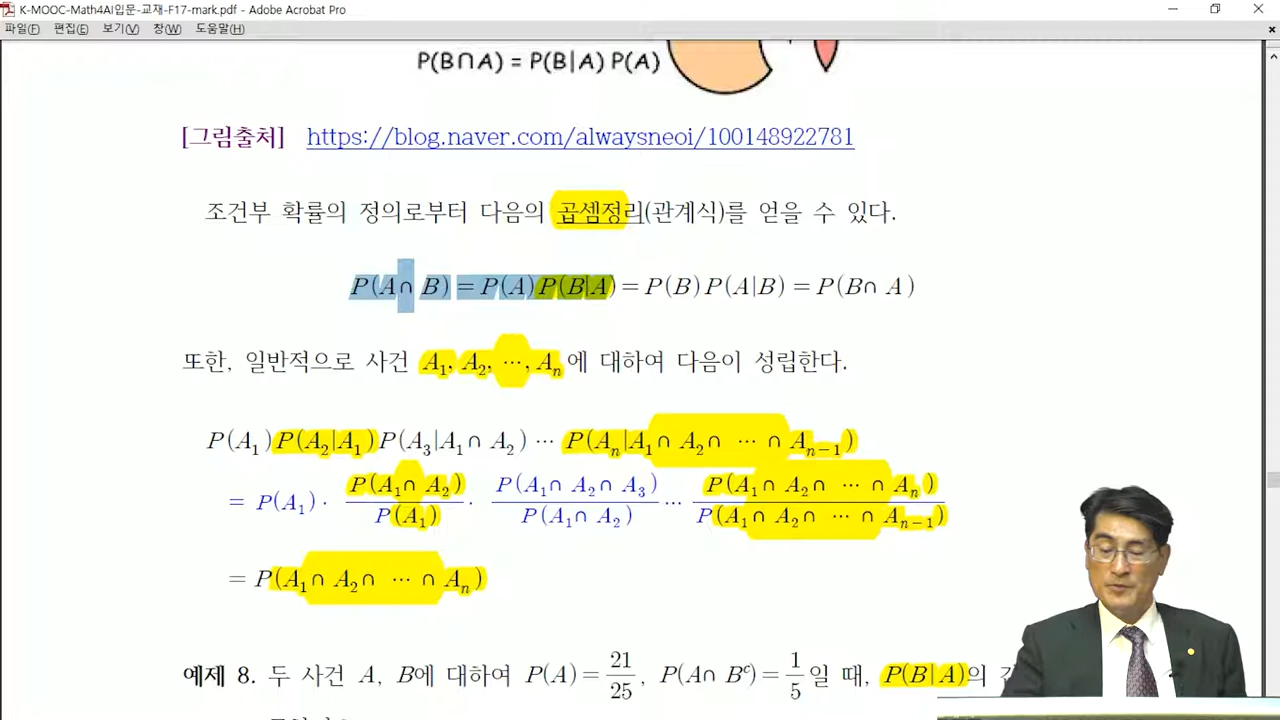 K-MOOC-Math4AI입문-교재-F17-mark.pdf - Adobe Acrobat Pro
파일(F) 편집(E) 보기(V) 창(W) 도움말(H)
P(B∩A) = P(B|A) P(A)
[그림출처] https://blog.naver.com/alwaysneoi/100148922781
조건부 확률의 정의로부터 다음의 곱셈정리(관계식)를 얻을 수 있다.
P(A∩ B) = P(A)P(B|A) = P(B)P(A|B) = P(B∩ A)
또한, 일반적으로 사건 A₁, A₂, ⋯, Aₙ에 대하여 다음이 성립한다.
P(A₁)P(A₂|A₁)P(A₃|A₁∩ A₂) ⋯ P(Aₙ|A₁∩ A₂∩ ⋯ ∩ Aₙ₋₁)
= P(A₁) · P(A₁∩ A₂)/P(A₁) · P(A₁∩ A₂∩ A₃)/P(A₁∩ A₂) ⋯ P(A₁∩ A₂∩ ⋯ ∩ Aₙ)/P(A₁∩ A₂∩ ⋯ ∩ Aₙ₋₁)
= P(A₁∩ A₂∩ ⋯ ∩ Aₙ)
예제 8. 두 사건 A, B에 대하여 P(A) = 21/25, P(A∩ Bᶜ) = 1/5일 때, P(B|A)의